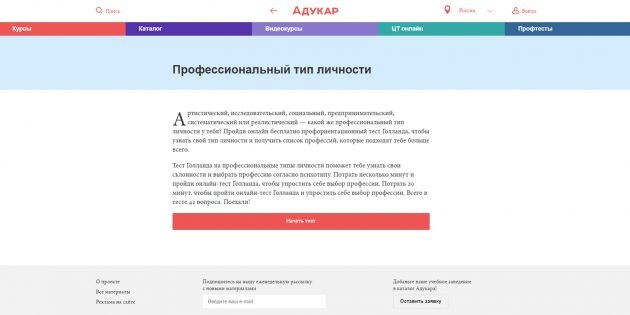 Поиск
Адукар
Россия
Войти
Курсы
Каталог
Видеокурсы
ЦТ онлайн
Профтесты
Профессиональный тип личности
Артистический, исследовательский, социальный, предпринимательский,
систематический или реалистический — какой же профессиональный тип
личности у тебя? Пройди онлайн бесплатно профориентационный тест Голланда, чтобы
узнать свой тип личности и получить список профессий, которые подходят тебе больше
всего.
Тест Голланда на профессиональные типы личности поможет тебе узнать свои
склонности и выбрать профессию согласно психотипу. Потрать несколько минут и
пройди онлайн-тест Голланда, чтобы упростить себе выбор профессии. Потрать 20
минут, чтобы пройти онлайн-тест Голланда и упростить себе выбор профессии. Всего в
тесте 42 вопроса. Поехали!
Начать тест
О проекте
Все материалы
Реклама на сайте
Подпишитесь на нашу еженедельную рассылку
с новыми материалами
Введите ваш e-mail
Добавьте ваше учебное заведение
в каталог Адукара!
Оставить заявку